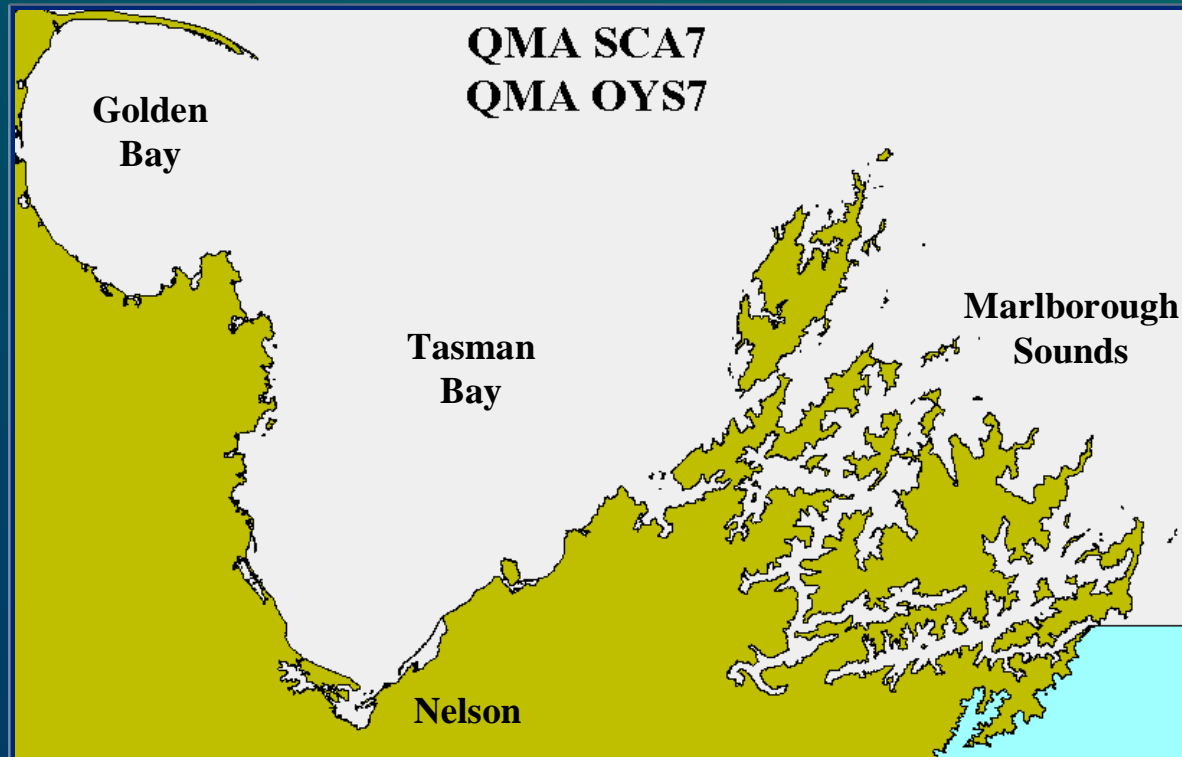 QMA SCA7
QMA OYS7
Golden
Bay
Marlborough
Sounds
Tasman
Bay
Nelson